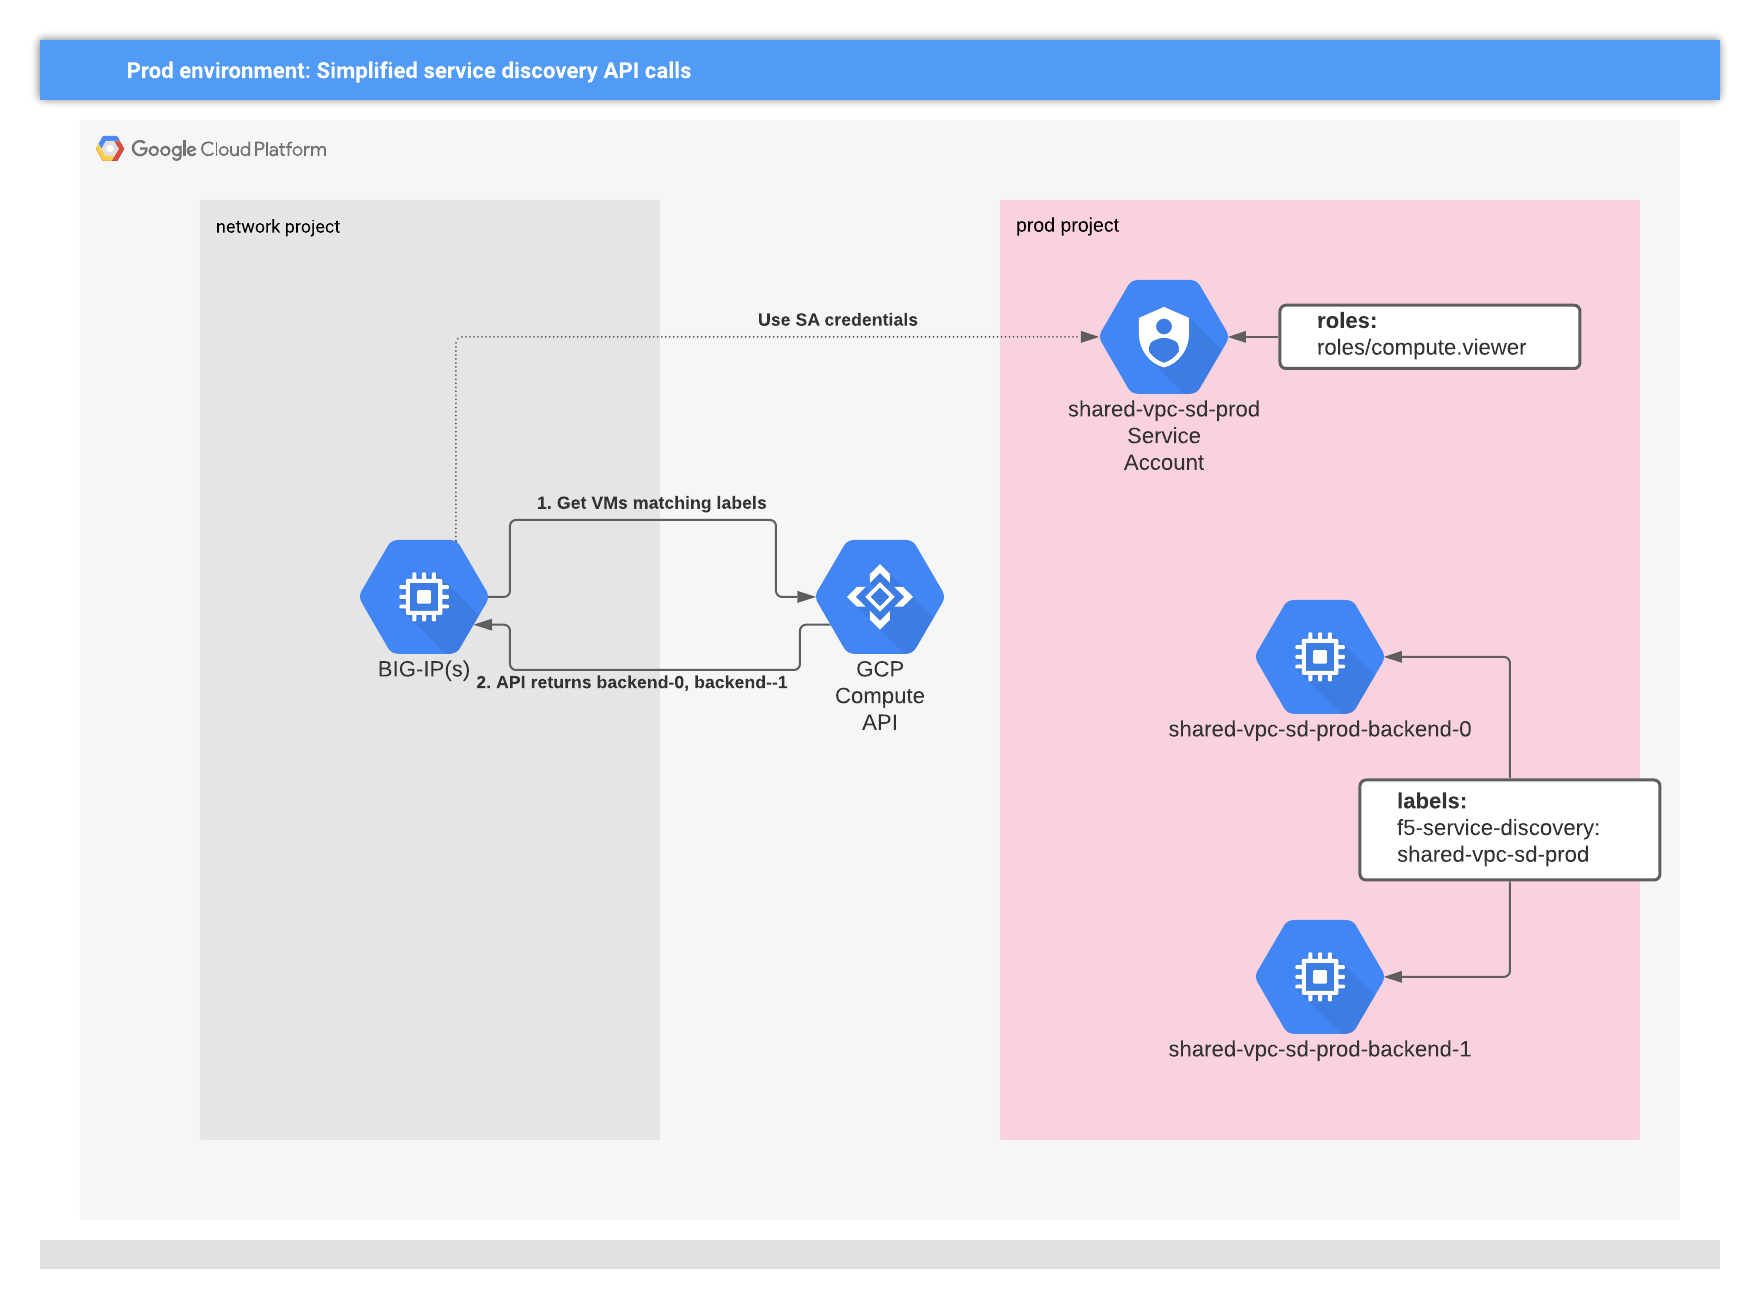 Prod environment: Simplified service discovery API calls
Google Cloud Platform
network project
prod project
Use SA credentials
roles:
roles/compute.viewer
shared-vpc-sd-prod
Service
Account
1. Get VMs matching labels
BIG-IP(s)
2. API returns backend-0, backend--1
GCP
Compute
API
shared-vpc-sd-prod-backend-0
labels:
f5-service-discovery:
shared-vpc-sd-prod
shared-vpc-sd-prod-backend-1